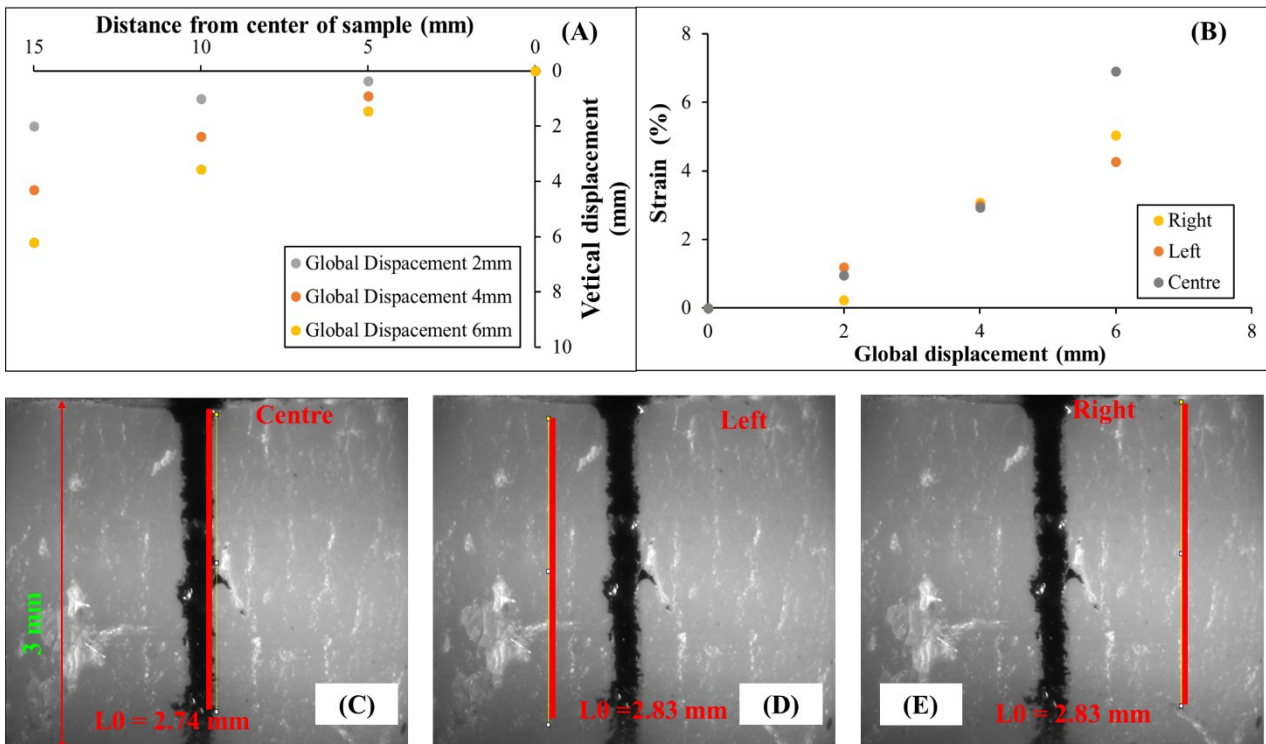 Distance from center of sample (mm)
(A)
15
10
5
0
0
2
4
6
8
10
Vetical displacement
(mm)
Global Dispacement 2mm
Global Dispacement 4mm
Global Dispacement 6mm
(B)
8
6
4
2
0
Strain (%)
0
2
4
6
8
Global displacement (mm)
Right
Left
Centre
Centre
3 mm
L0 = 2.74 mm
(C)
Left
L0 =2.83 mm
(D)
Right
L0 = 2.83 mm
(E)